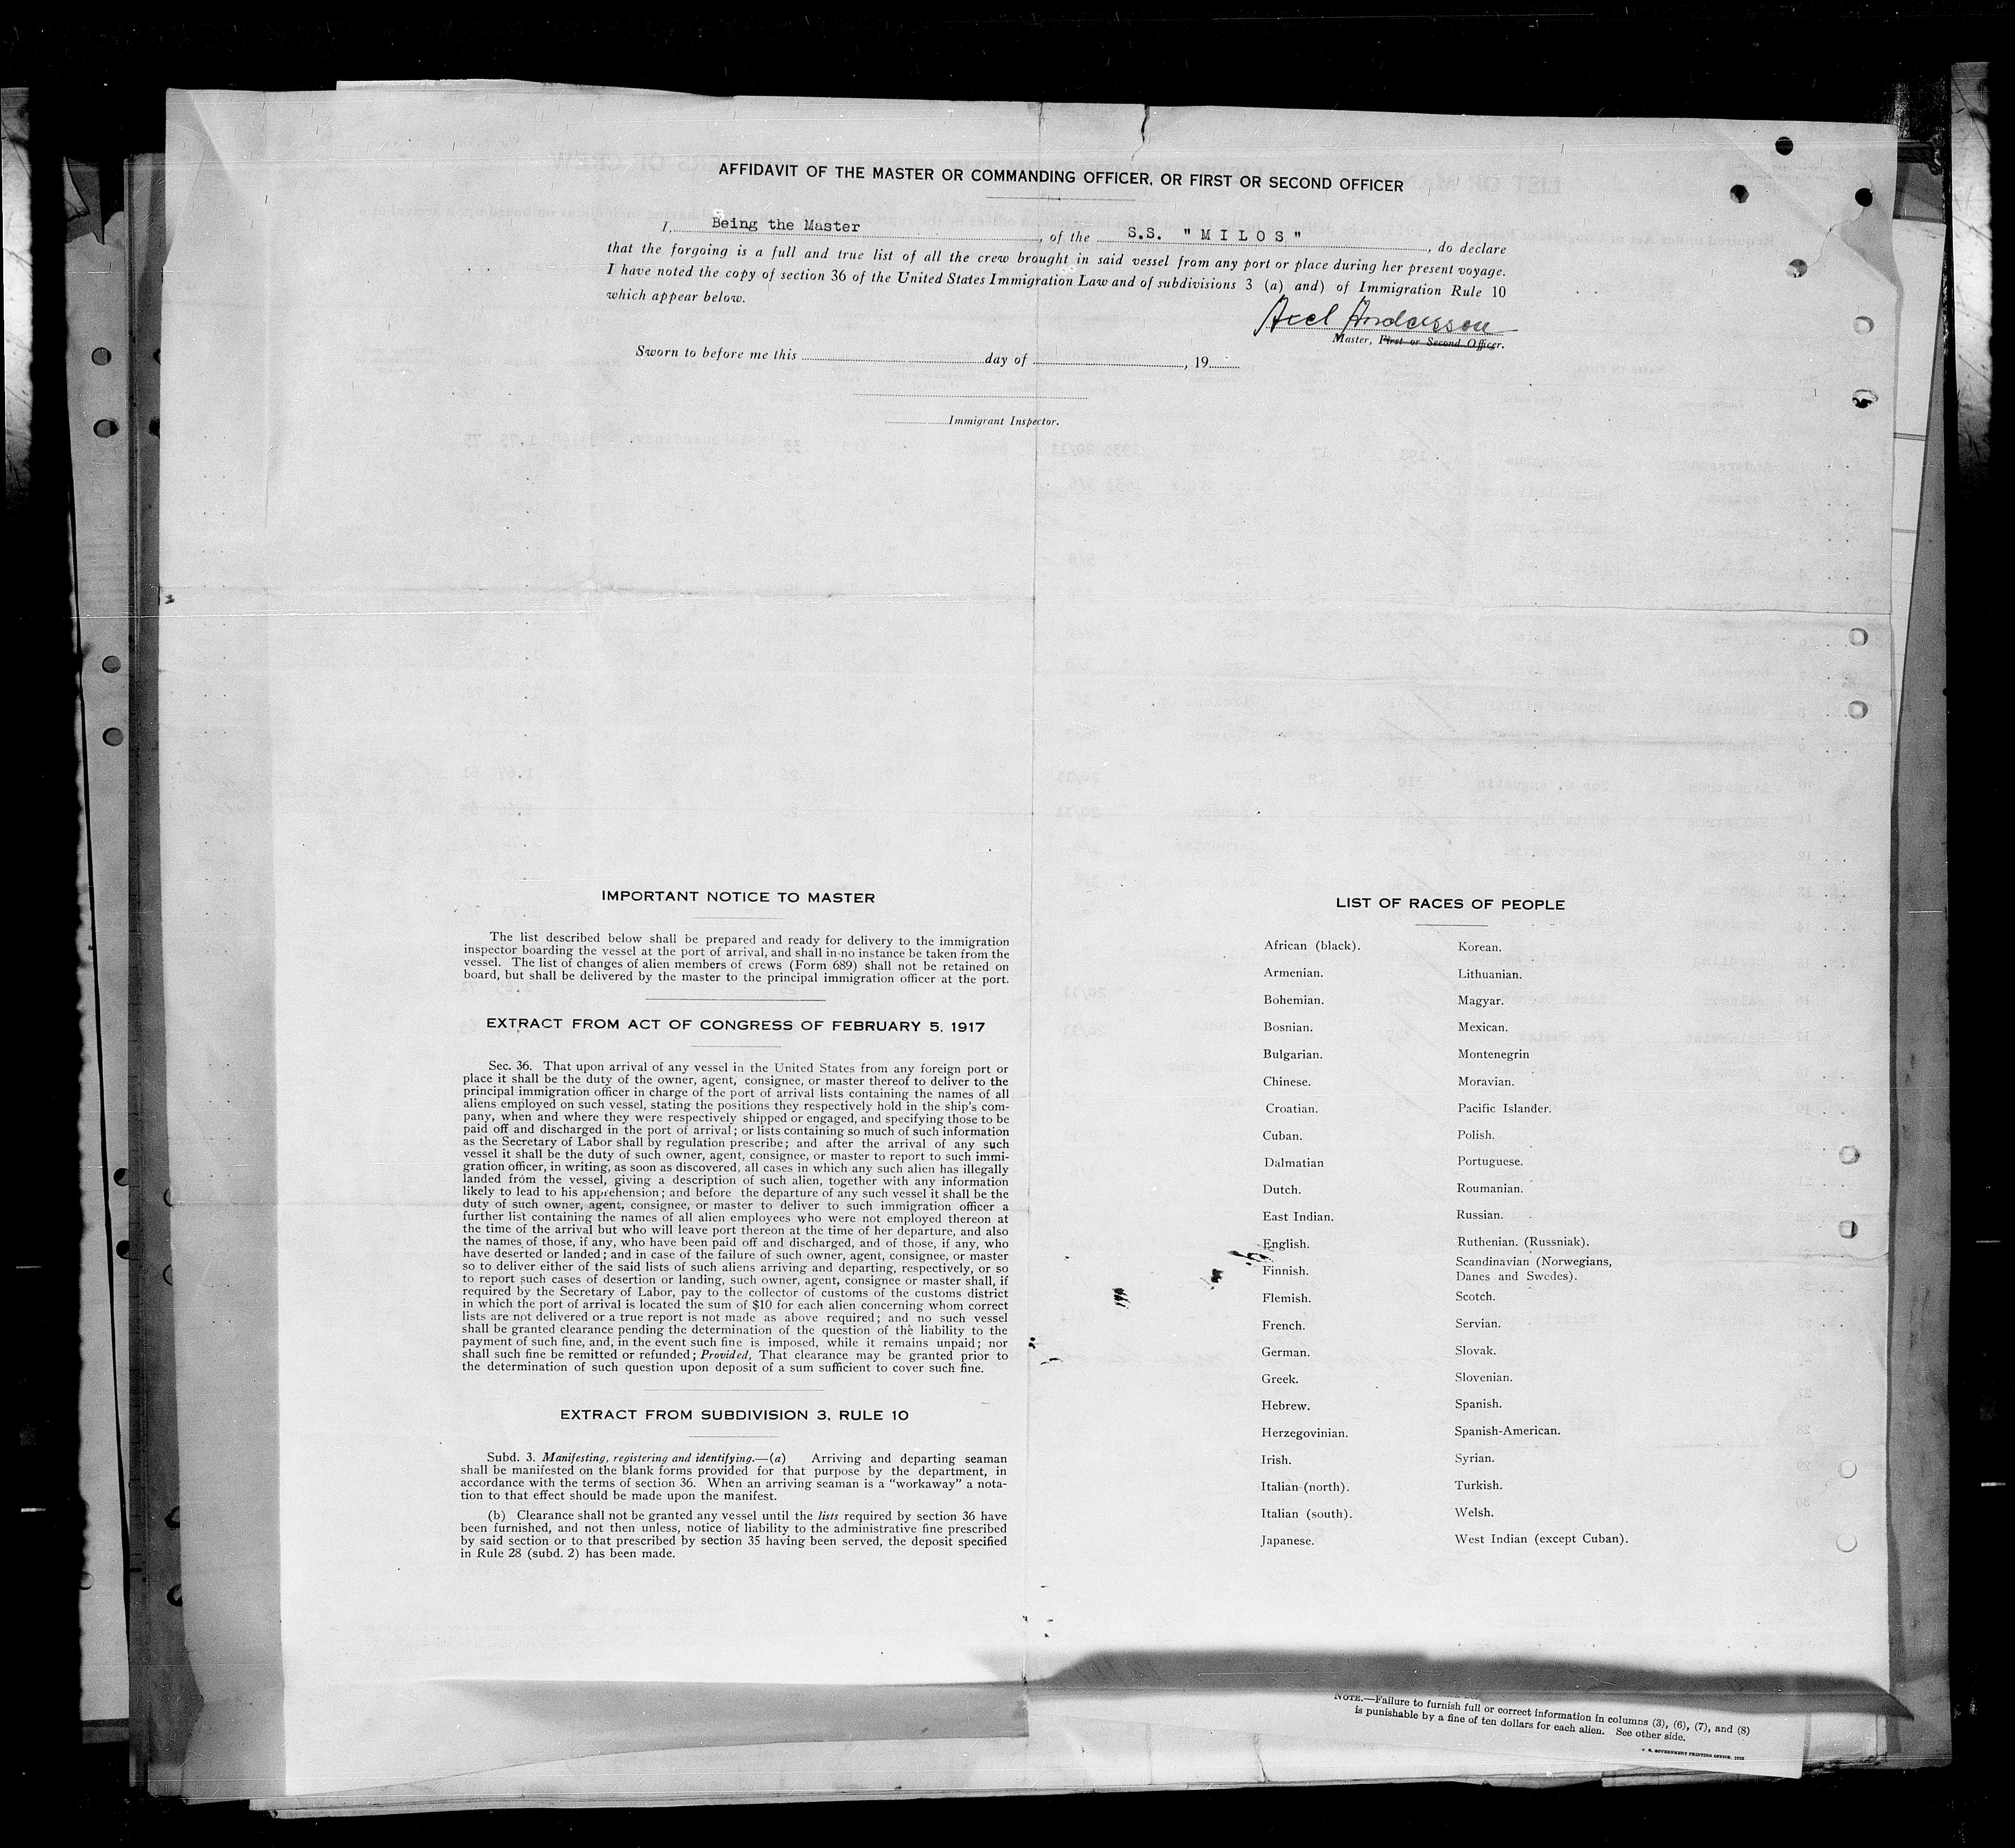 AFFIDAVIT OF THE MASTER OR COMMANDING OFFICER, OR FIRST OR SECOND OFFICER
I, Being the Master, of the S.S. "MILOS", do declare
that the forgoing is a full and true list of all the crew brought in said vessel from any port or place during her present voyage.
I have noted the copy of section 36 of the United States Immigration Law and of subdivisions 3 (a) and) of Immigration Rule 10
which appear below.
Axel Andersson
Master, First or Second Officer.
Sworn to before me this day of , 19
Immigrant Inspector.
IMPORTANT NOTICE TO MASTER
The list described below shall be prepared and ready for delivery to the immigration
inspector boarding the vessel at the port of arrival, and shall in no instance be taken from the
vessel. The list of changes of alien members of crews (Form 689) shall not be retained on
board, but shall be delivered by the master to the principal immigration officer at the port.
EXTRACT FROM ACT OF CONGRESS OF FEBRUARY 5, 1917
Sec. 36. That upon arrival of any vessel in the United States from any foreign port or
place it shall be the duty of the owner, agent, consignee, or master thereof to deliver to the
principal immigration officer in charge of the port of arrival lists containing the names of all
aliens employed on such vessel, stating the positions they respectively hold in the ship's com-
pany, when and where they were respectively shipped or engaged, and specifying those to be
paid off and discharged in the port of arrival; or lists containing so much of such information
as the Secretary of Labor shall by regulation prescribe; and after the arrival of any such
vessel it shall be the duty of such owner, agent, consignee, or master to report to such immi-
gration officer, in writing, as soon as discovered, all cases in which any such alien has illegally
landed from the vessel, giving a description of such alien, together with any information
likely to lead to his apprehension; and before the departure of any such vessel it shall be the
duty of such owner, agent, consignee, or master to deliver to such immigration officer a
further list containing the names of all alien employees who were not employed thereon at
the time of the arrival but who will leave port thereon at the time of her departure, and also
the names of those, if any, who have been paid off and discharged, and of those, if any, who
have deserted or landed; and in case of the failure of such owner, agent, consignee, or master
so to deliver either of the said lists of such aliens arriving and departing, respectively, or so
to report such cases of desertion or landing, such owner, agent, consignee or master shall, if
required by the Secretary of Labor, pay to the collector of customs of the customs district
in which the port of arrival is located the sum of $10 for each alien concerning whom correct
lists are not delivered or a true report is not made as above required; and no such vessel
shall be granted clearance pending the determination of the question of the liability to the
payment of such fine, and, in the event such fine is imposed, while it remains unpaid; nor
shall such fine be remitted or refunded; Provided, That clearance may be granted prior to
the determination of such question upon deposit of a sum sufficient to cover such fine.
EXTRACT FROM SUBDIVISION 3, RULE 10
Subd. 3. Manifesting, registering and identifying.—(a) Arriving and departing seaman
shall be manifested on the blank forms provided for that purpose by the department, in
accordance with the terms of section 36. When an arriving seaman is a "workaway" a nota-
tion to that effect should be made upon the manifest.
(b) Clearance shall not be granted any vessel until the lists required by section 36 have
been furnished, and not then unless, notice of liability to the administrative fine prescribed
by said section or to that prescribed by section 35 having been served, the deposit specified
in Rule 28 (subd. 2) has been made.
LIST OF RACES OF PEOPLE
African (black).
Armenian.
Bohemian.
Bosnian.
Bulgarian.
Chinese.
Croatian.
Cuban.
Dalmatian
Dutch.
East Indian.
English.
Finnish.
Flemish.
French.
German.
Greek.
Hebrew.
Herzegovinian.
Irish.
Italian (north).
Italian (south).
Japanese.
Korean.
Lithuanian.
Magyar.
Mexican.
Montenegrin
Moravian.
Pacific Islander.
Polish.
Portuguese.
Roumanian.
Russian.
Ruthenian. (Russniak).
Scandinavian (Norwegians,
Danes and Swedes).
Scotch.
Servian.
Slovak.
Slovenian.
Spanish.
Spanish-American.
Syrian.
Turkish.
Welsh.
West Indian (except Cuban).
NOTE.—Failure to furnish full or correct information in columns (3), (6), (7), and (8)
is punishable by a fine of ten dollars for each alien. See other side.
GOVERNMENT PRINTING OFFICE